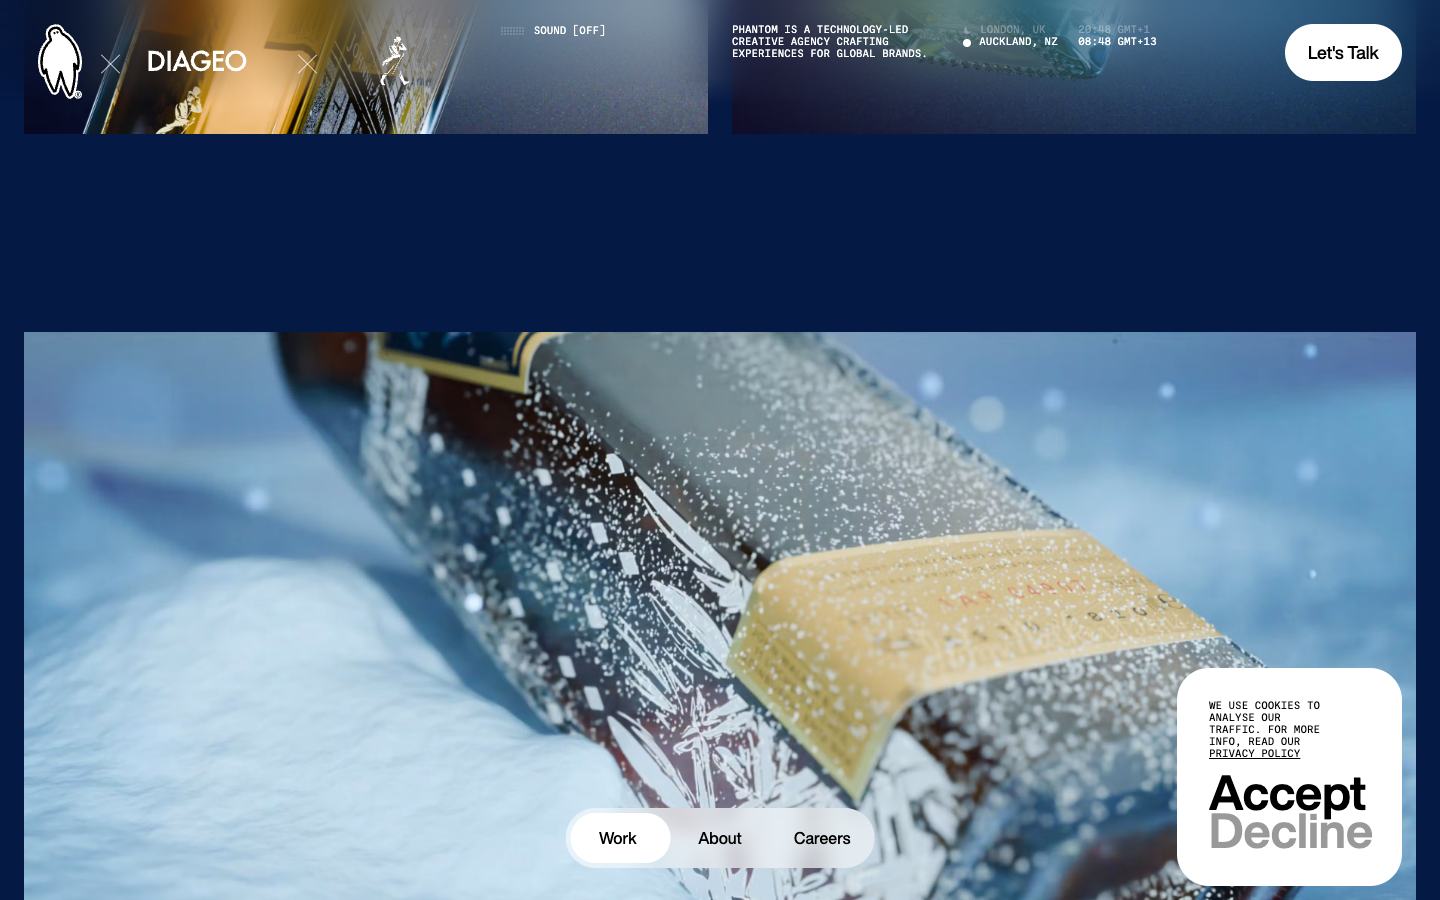 DIAGEO
SOUND [OFF]
PHANTOM IS A TECHNOLOGY-LED
CREATIVE AGENCY CRAFTING
EXPERIENCES FOR GLOBAL BRANDS.
LONDON, UK
20:48 GMT+1
AUCKLAND, NZ
08:48 GMT+13
Let's Talk
WE USE COOKIES TO
ANALYSE OUR
TRAFFIC. FOR MORE
INFO, READ OUR
PRIVACY POLICY
Accept
Decline
Work
About
Careers